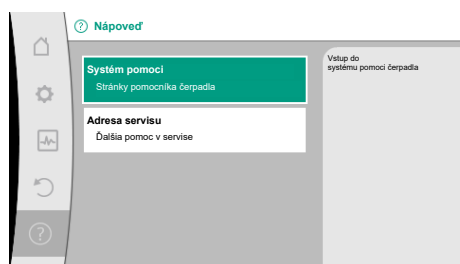 Nápoveď
Systém pomoci
Stránky pomocníka čerpadla
Adresa servisu
Ďalšia pomoc v servise
Vstup do
systému pomoci čerpadla